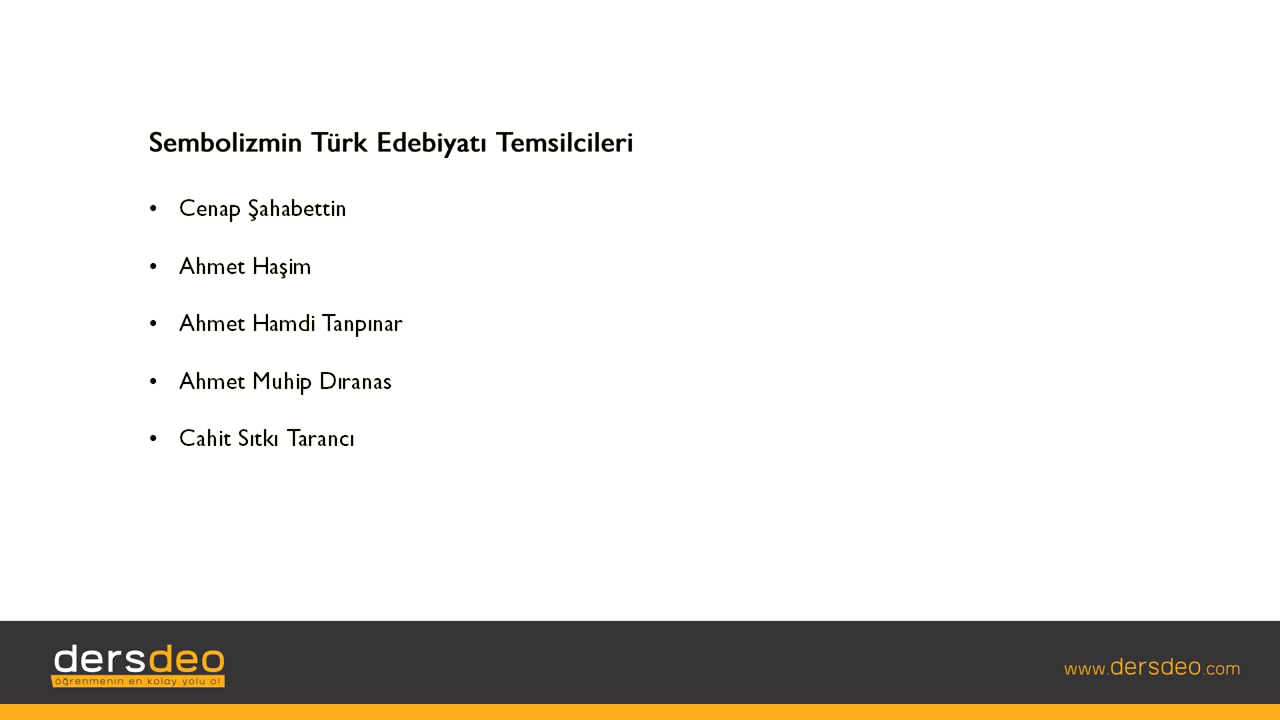 Sembolizmin Türk Edebiyatı Temsilcileri
• Cenap Şahabettin
• Ahmet Haşim
• Ahmet Hamdi Tanpınar
• Ahmet Muhip Dıranas
• Cahit Sıtkı Tarancı
dersdeo
öğrenmenin en kolay yolu o!
www.dersdeo.com